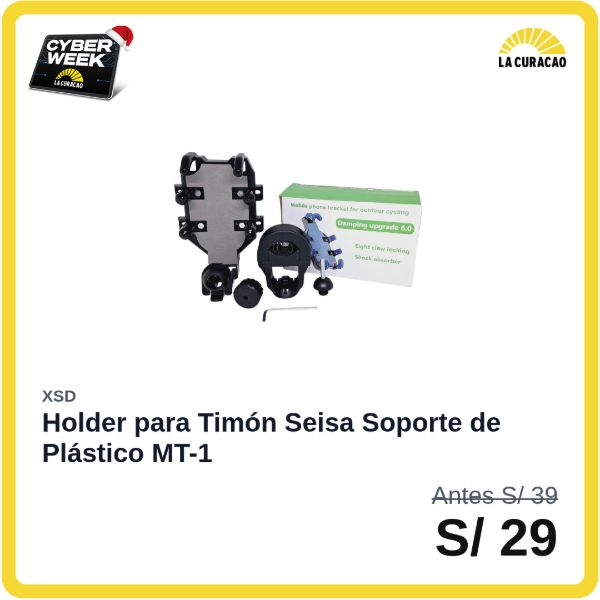 CYBER
WEEK
LA CURACAO
LA CURACAO
Mobile phone bracket for outdoor cycling
Damping upgrade 6.0
Eight claw locking
Shock absorber
XSD
Holder para Timón Seisa Soporte de
Plástico MT-1
Antes S/ 39
S/ 29